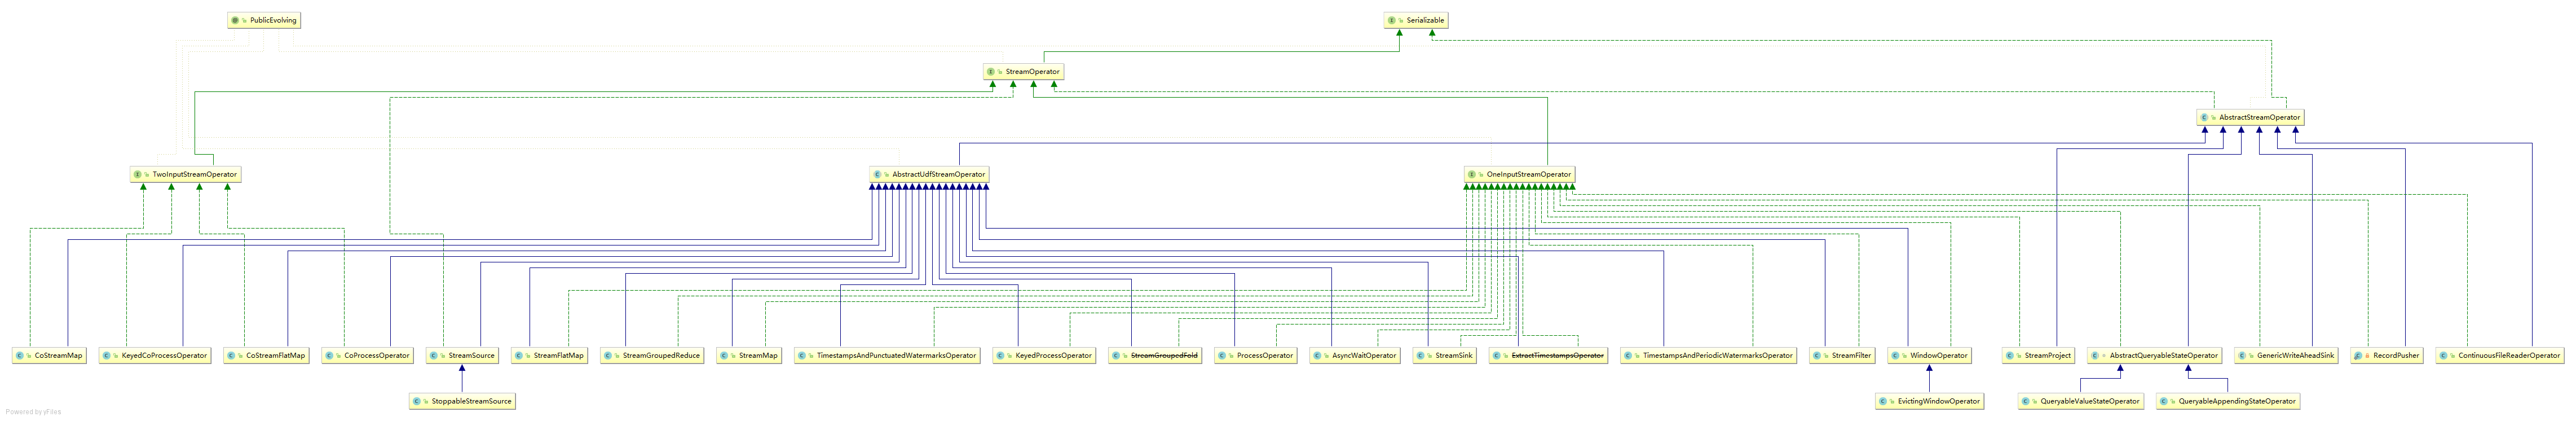 PublicEvolving
Serializable
StreamOperator
AbstractStreamOperator
TwoInputStreamOperator
AbstractUdfStreamOperator
OneInputStreamOperator
CoStreamMap
KeyedCoProcessOperator
CoStreamFlatMap
CoProcessOperator
StreamSource
StreamFlatMap
StreamGroupedReduce
StreamMap
TimestampsAndPunctuatedWatermarksOperator
KeyedProcessOperator
StreamGroupedFold
ProcessOperator
AsyncWaitOperator
StreamSink
ExtractTimestampsOperator
TimestampsAndPeriodicWatermarksOperator
StreamFilter
WindowOperator
StreamProject
AbstractQueryableStateOperator
GenericWriteAheadSink
RecordPusher
ContinuousFileReaderOperator
StoppableStreamSource
EvictingWindowOperator
QueryableValueStateOperator
QueryableAppendingStateOperator
Powered by yFiles